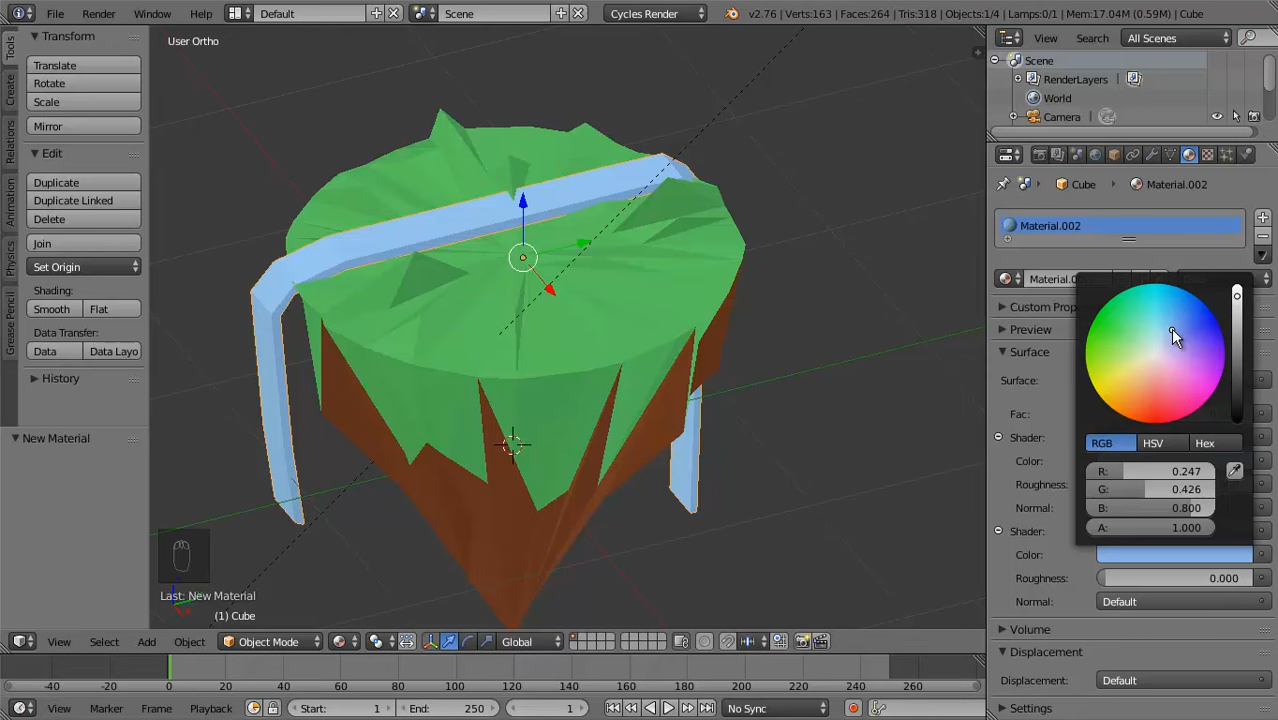 File Render Window Help Default Scene Cycles Render v2.76 | Verts:163 | Faces:264 | Tris:318 | Objects:1/4 | Lamps:0/1 | Mem:17.04M (0.59M) | Cube
Tools
Create
Relations
Animation
Physics
Grease Pencil
Transform
Translate
Rotate
Scale
Mirror
Edit
Duplicate
Duplicate Linked
Delete
Join
Set Origin
Shading:
Smooth Flat
Data Transfer:
Data Data Layo
History
New Material
User Ortho
Last: New Material
(1) Cube
View Search All Scenes
Scene
RenderLayers
World
Camera
Cube Material.002
Material.002
Custom Prop
Preview
Surface
Surface:
Fac:
Shader:
Color:
Roughness:
Normal:
RGB HSV Hex
R: 0.247
G: 0.426
B: 0.800
A: 1.000
Shader:
Color:
Roughness: 0.000
Normal: Default
Volume
Displacement
Displacement: Default
Settings
View Select Add Object Object Mode Global
-40 -20 0 20 40 60 80 100 120 140 160 180 200 220 240 260
View Marker Frame Playback Start: 1 End: 250 1 No Sync